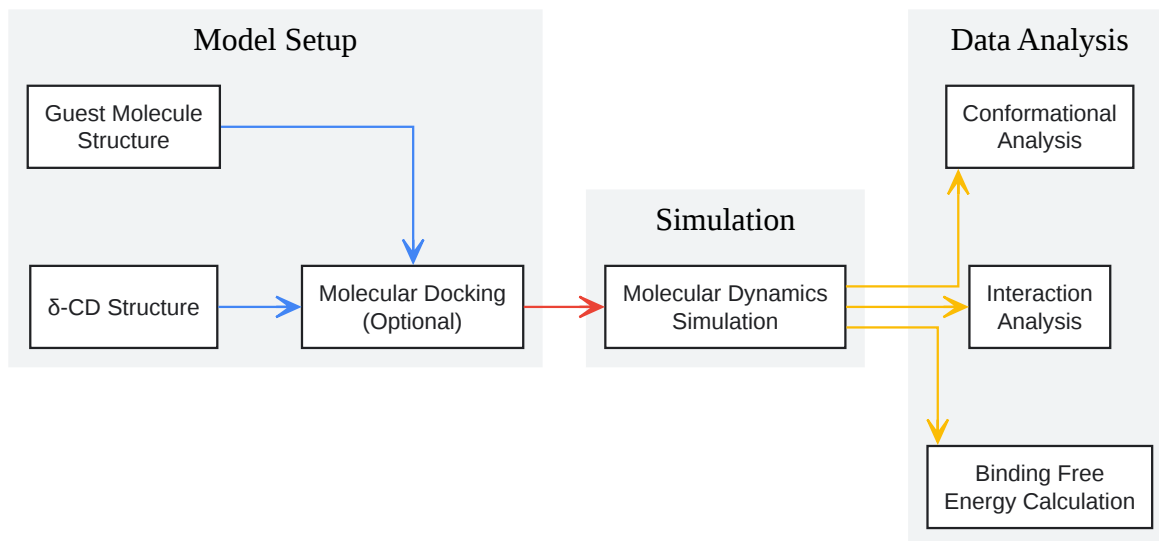 Model Setup
Guest Molecule
Structure
δ-CD Structure
Molecular Docking
(Optional)
Simulation
Molecular Dynamics
Simulation
Data Analysis
Conformational
Analysis
Interaction
Analysis
Binding Free
Energy Calculation